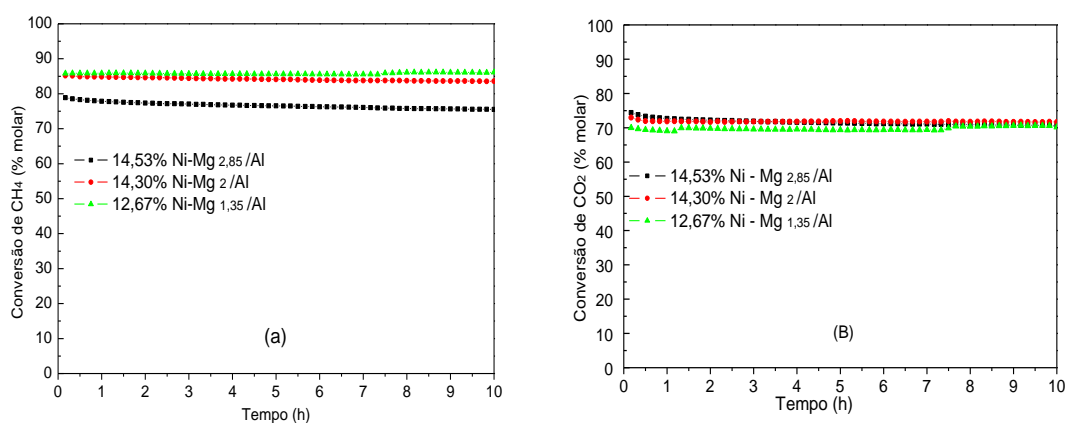 100
90
80
70
60
50
40
30
20
10
0
Conversão de CH4 (% molar)
14,53% Ni-Mg 2,85 /Al
14,30% Ni-Mg 2 /Al
12,67% Ni-Mg 1,35 /Al
(a)
0 1 2 3 4 5 6 7 8 9 10
Tempo (h)
100
90
80
70
60
50
40
30
20
10
0
Conversão de CO2 (% molar)
14,53% Ni - Mg 2,85 /Al
14,30% Ni - Mg 2 /Al
12,67% Ni - Mg 1,35 /Al
(B)
0 1 2 3 4 5 6 7 8 9 10
Tempo (h)